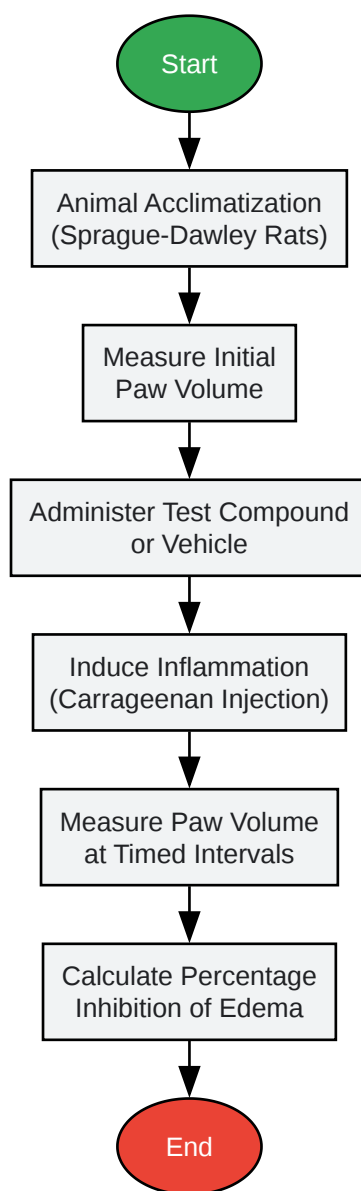 Start
Animal Acclimatization
(Sprague-Dawley Rats)
Measure Initial
Paw Volume
Administer Test Compound
or Vehicle
Induce Inflammation
(Carrageenan Injection)
Measure Paw Volume
at Timed Intervals
Calculate Percentage
Inhibition of Edema
End